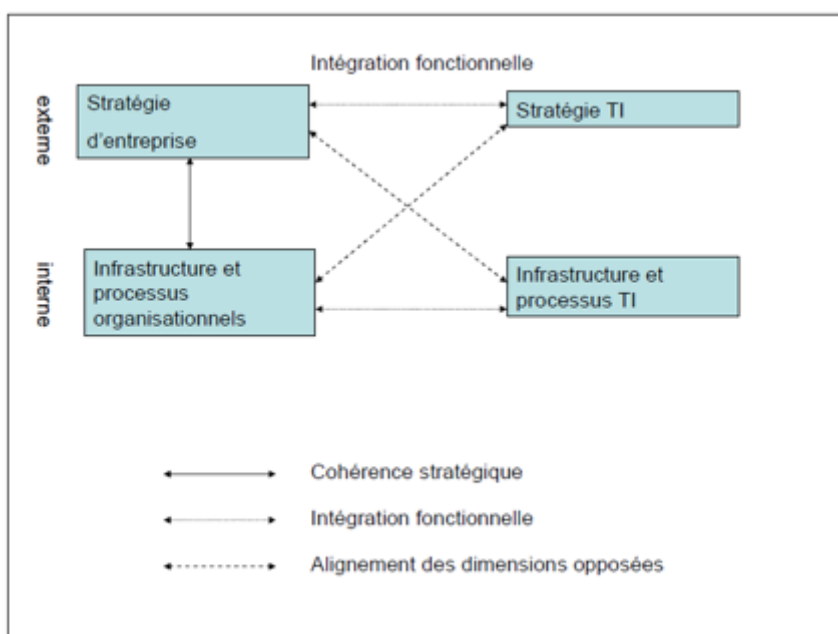 Intégration fonctionnelle
externe
Stratégie
d'entreprise
Stratégie TI
interne
Infrastructure et
processus
organisationnels
Infrastructure et
processus TI
Cohérence stratégique
Intégration fonctionnelle
Alignement des dimensions opposées